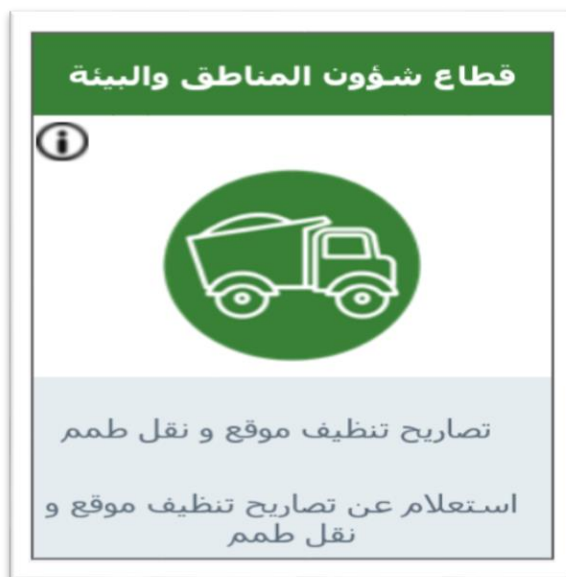 قطاع شؤون المناطق والبيئة
i
تصاريح تنظيف موقع و نقل طمم
استعلام عن تصاريح تنظيف موقع و
نقل طمم